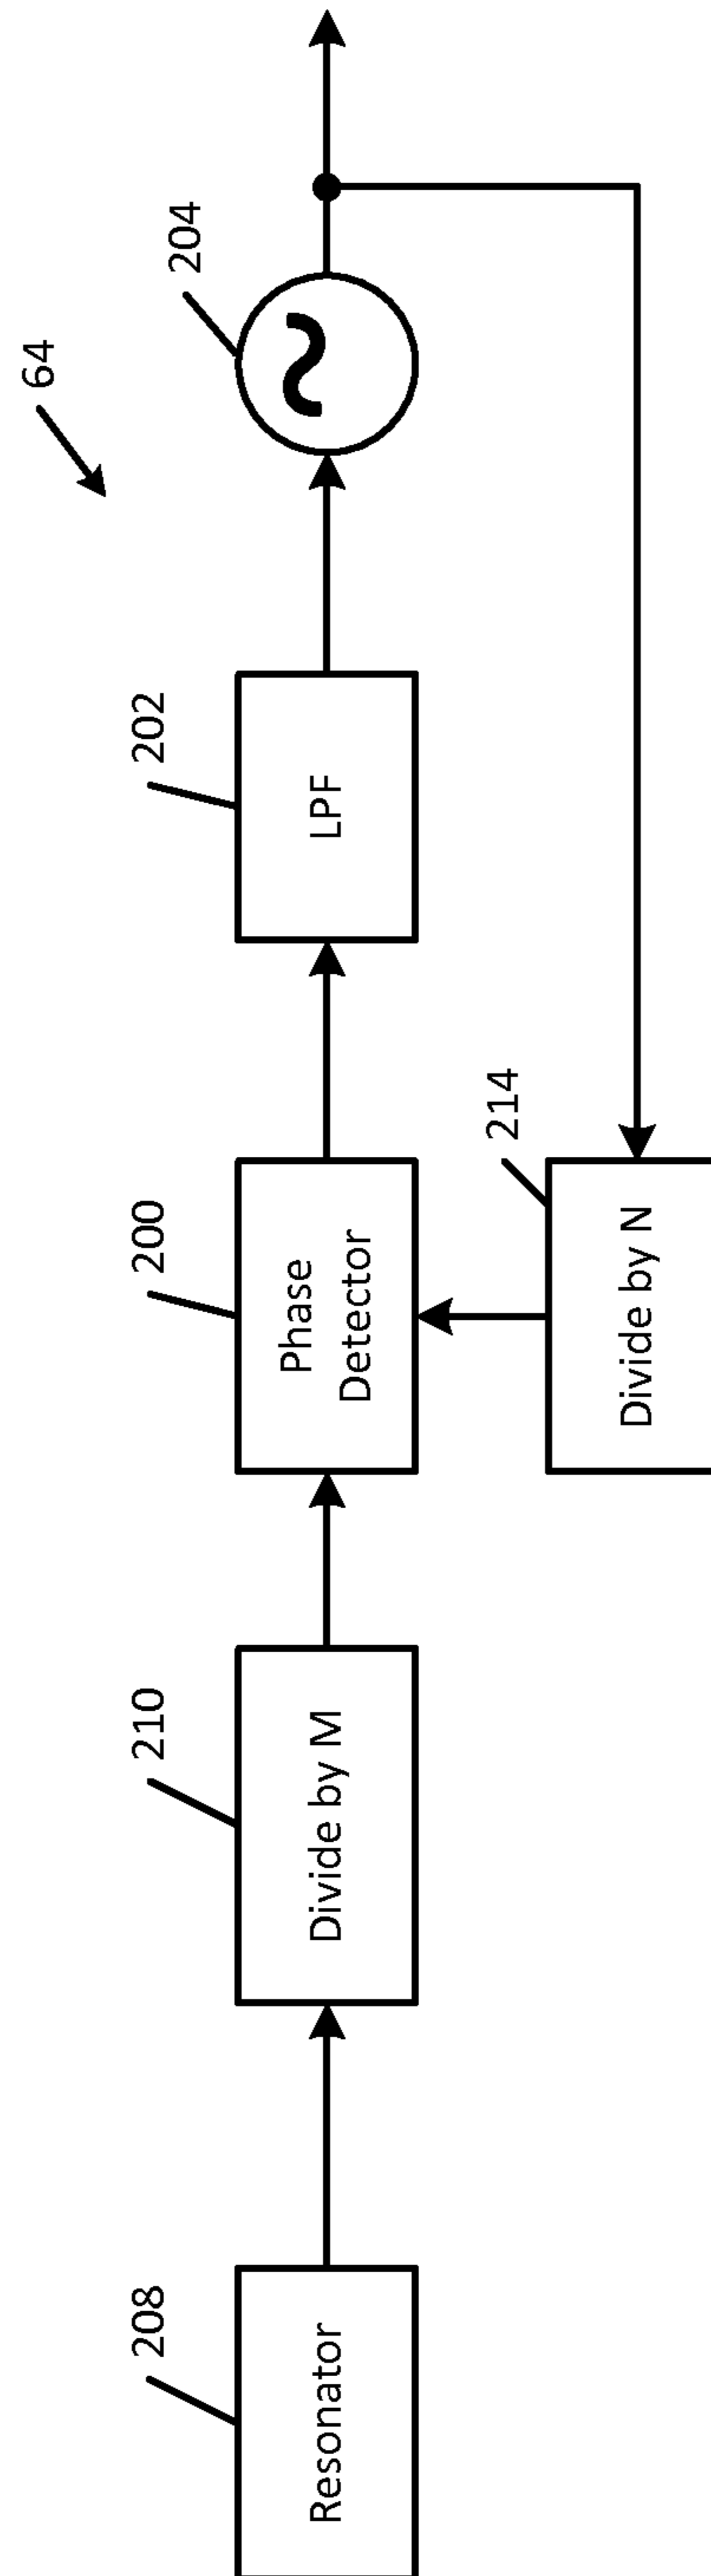 64
208
Resonator
210
Divide by M
200
Phase
Detector
202
LPF
204
214
Divide by N